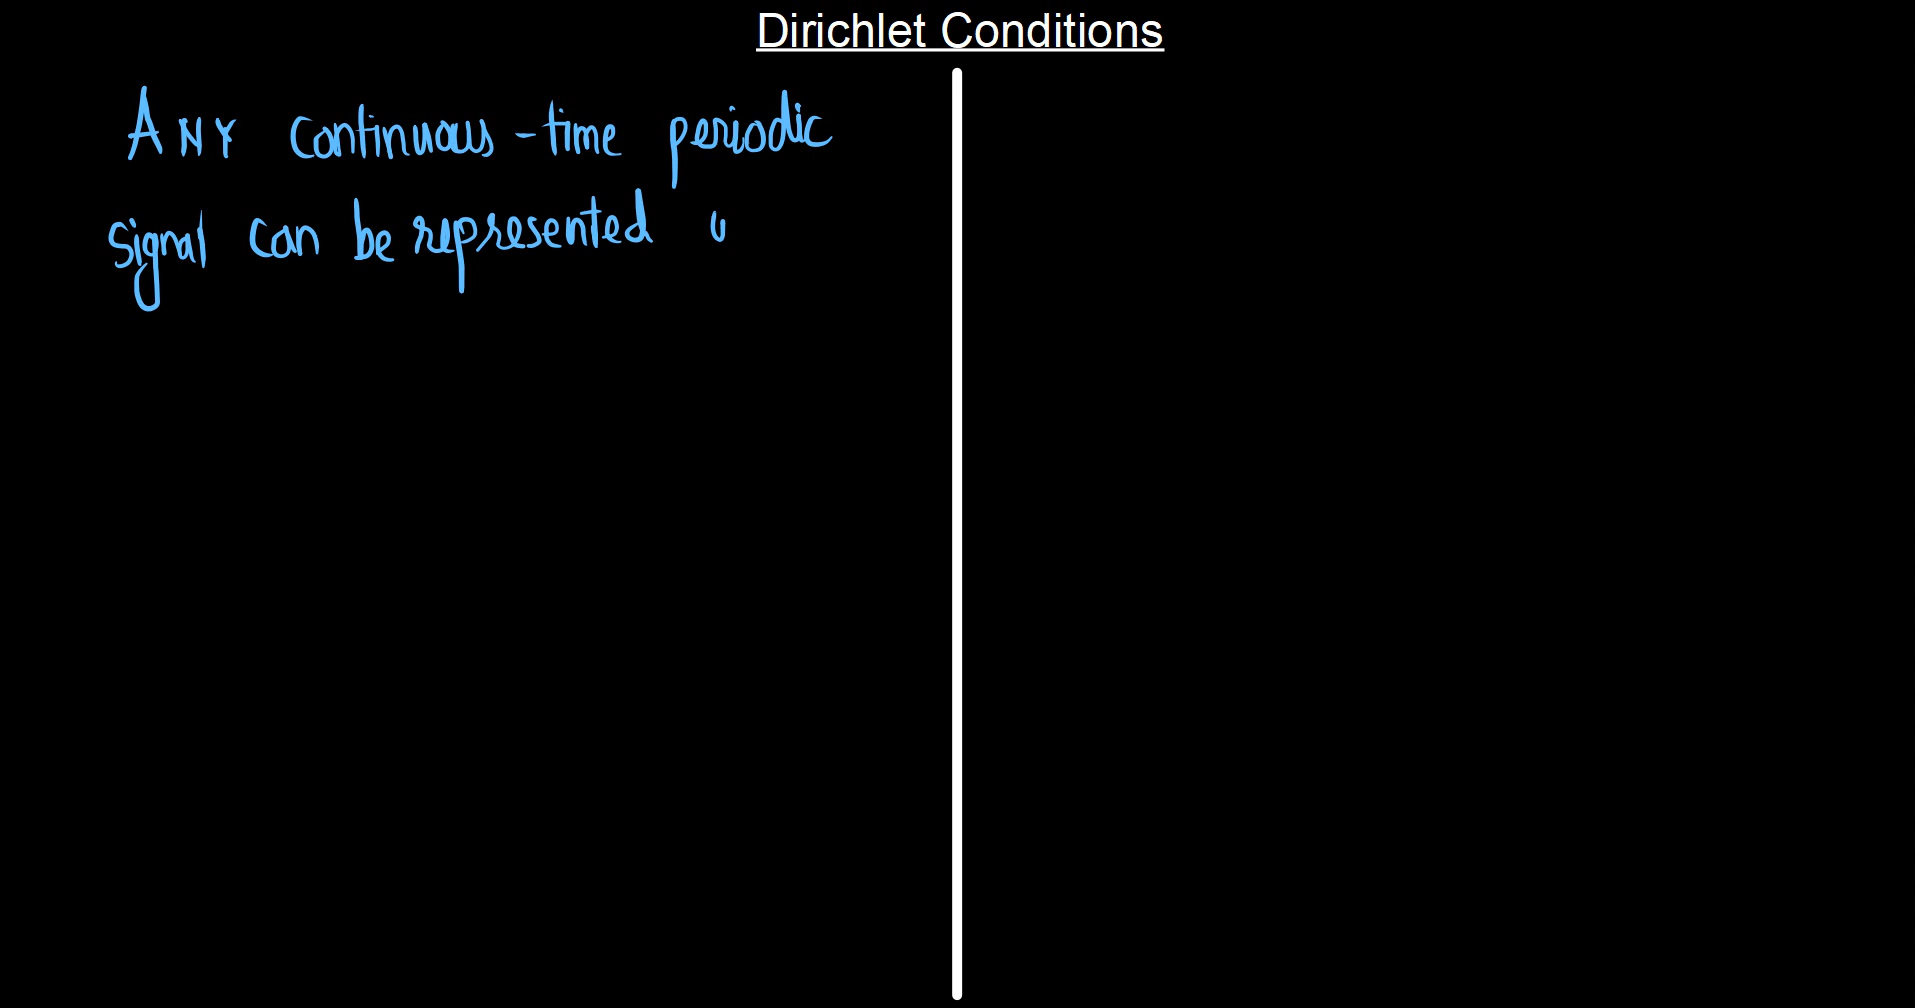 Dirichlet Conditions
ANY continuous-time periodic
signal can be represented